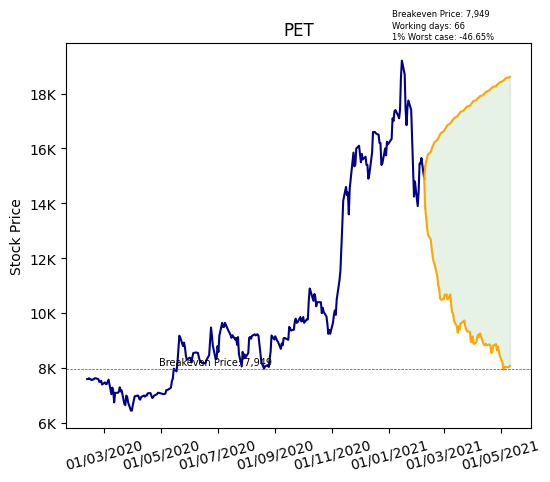 Breakeven Price: 7,949
Working days: 66
1% Worst case: -46.65%
PET
Stock Price
18K
16K
14K
12K
10K
8K
6K
Breakeven Price: 7,949
01/03/2020
01/05/2020
01/07/2020
01/09/2020
01/11/2020
01/01/2021
01/03/2021
01/05/2021